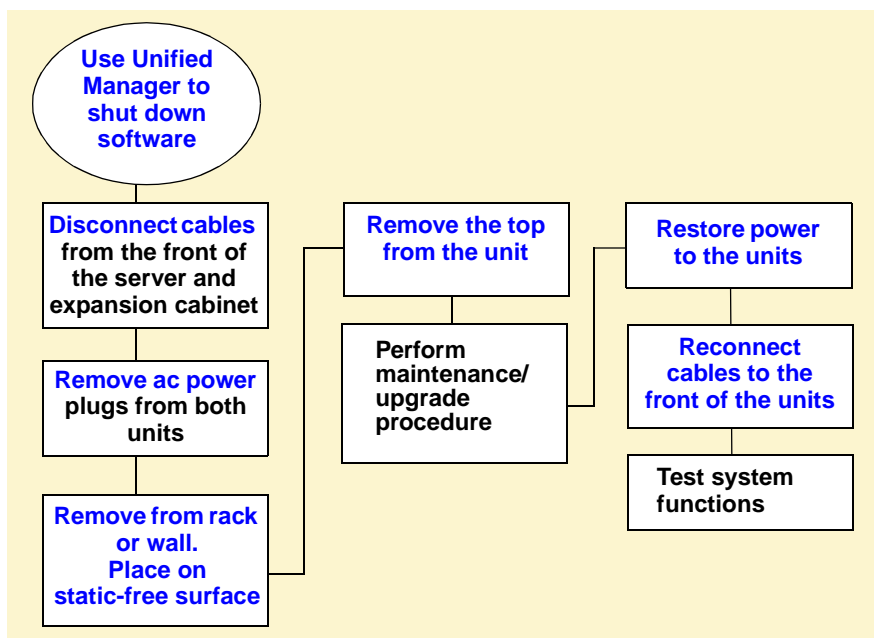 Use Unified
Manager to
shut down
software
Disconnect cables
from the front of
the server and
expansion cabinet
Remove ac power
plugs from both
units
Remove from rack
or wall.
Place on
static-free surface
Remove the top
from the unit
Perform
maintenance/
upgrade
procedure
Restore power
to the units
Reconnect
cables to the
front of the units
Test system
functions